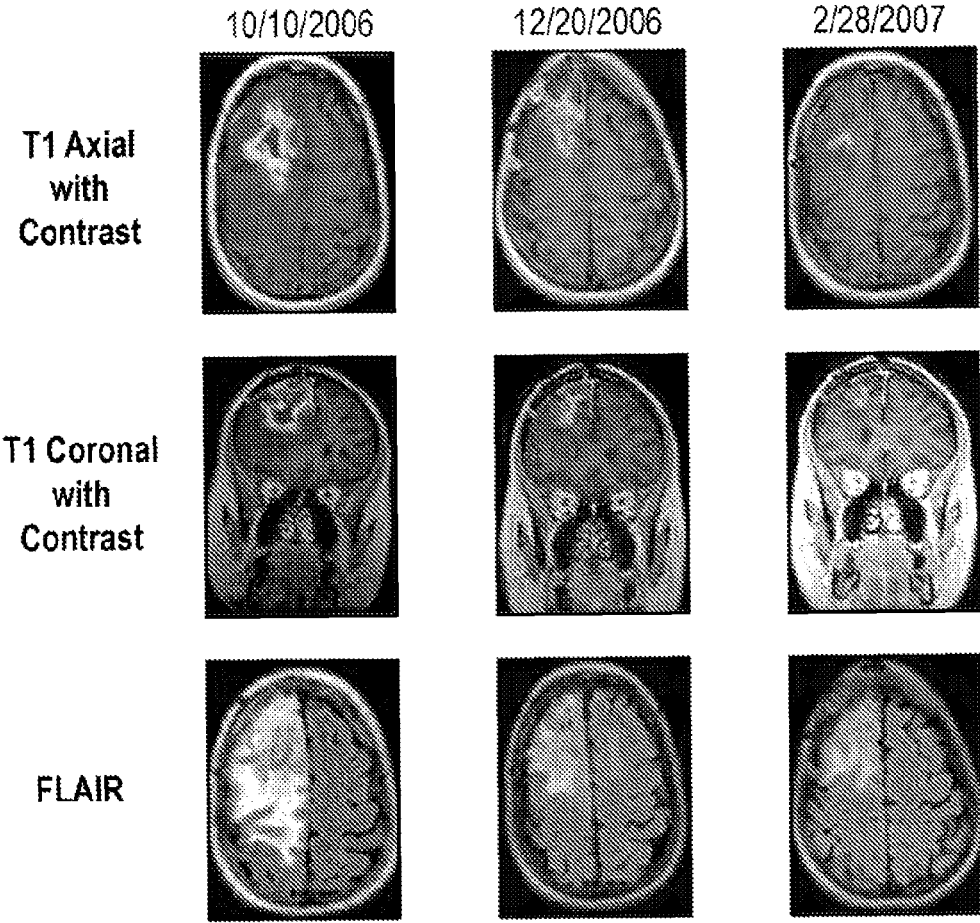 10/10/2006 12/20/2006 2/28/2007
T1 Axial
with
Contrast
T1 Coronal
with
Contrast
FLAIR